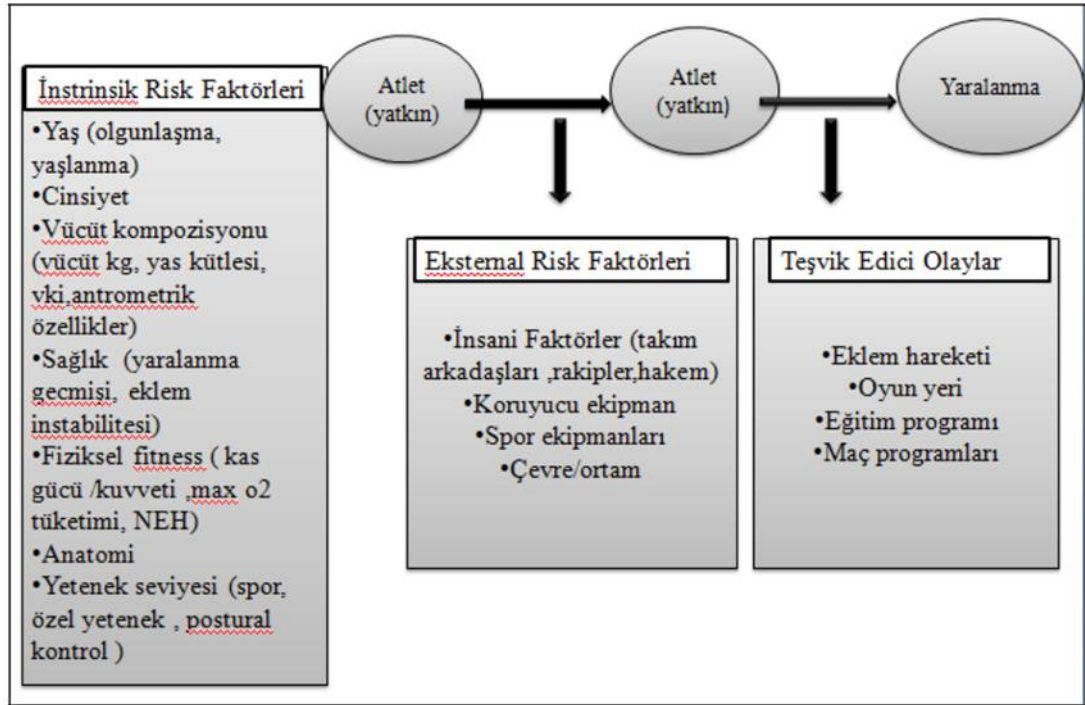 İnstrinsik Risk Faktörleri
•Yaş (olgunlaşma,
yaşlanma)
•Cinsiyet
•Vücüt kompozisyonu
(vücüt kg, yas kütlesi,
vki,antrometrik
özellikler)
•Sağlık (yaralanma
gecmişi, eklem
instabilitesi)
•Fiziksel fitness ( kas
gücü /kuvveti ,max o2
tüketimi, NEH)
•Anatomi
•Yetenek seviyesi (spor,
özel yetenek , postural
kontrol )
Atlet
(yatkın)
Atlet
(yatkın)
Yaralanma
Eksternal Risk Faktörleri
•İnsani Faktörler (takım
arkadaşları ,rakipler,hakem)
•Koruyucu ekipman
•Spor ekipmanları
•Çevre/ortam
Teşvik Edici Olaylar
•Eklem hareketi
•Oyun yeri
•Eğitim programı
•Maç programları